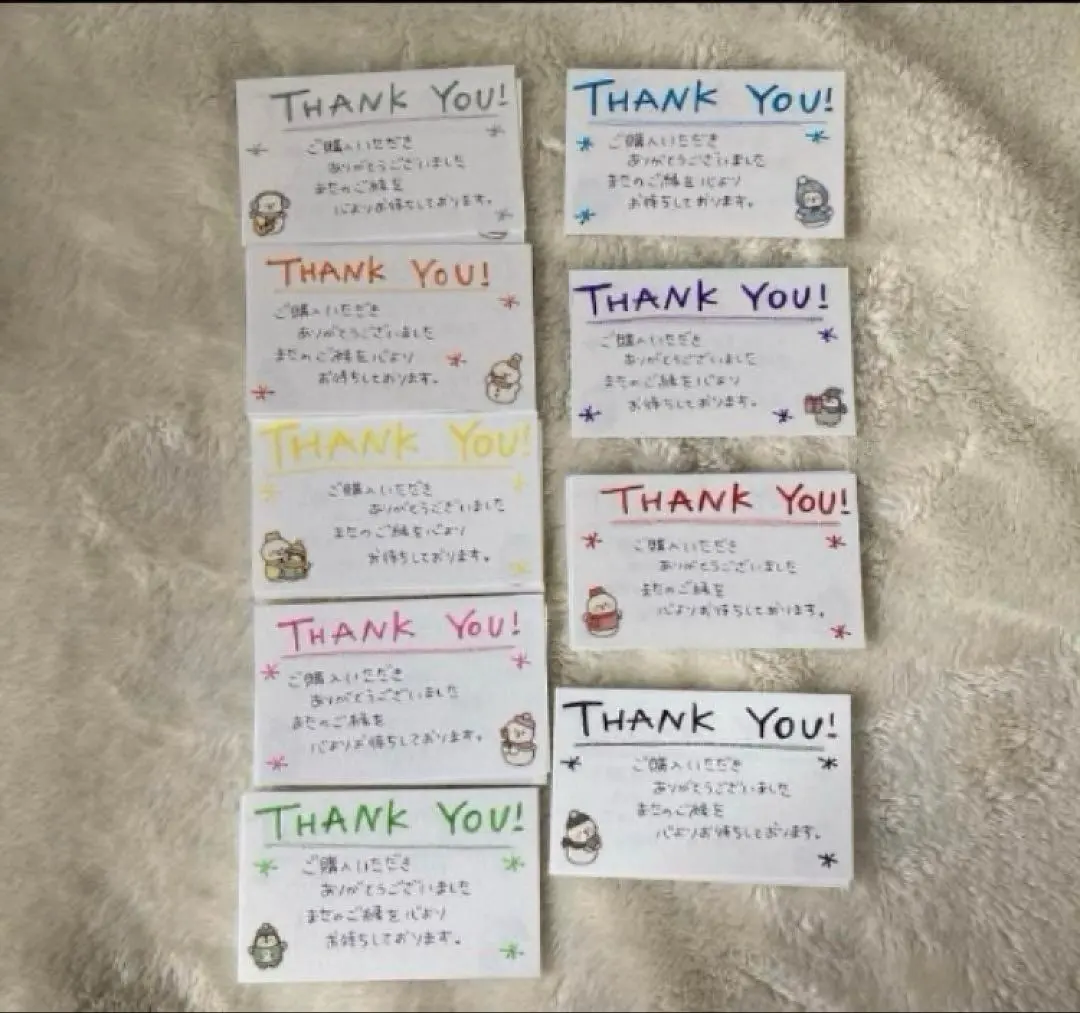 THANK YOU!
ご購入いただき
ありがとうございました
またのご縁を
心よりお待ちしております。
THANK YOU!
ご購入いただき
ありがとうございました
またのご縁を心より
お待ちしております。
THANK YOU!
ご購入いただき
ありがとうございました
またのご縁を心より
お待ちしております。
THANK YOU!
ご購入いただき
ありがとうございました
またのご縁を
心よりお待ちしております。
THANK YOU!
ご購入いただき
ありがとうございました
またのご縁を心より
お待ちしております。
THANK YOU!
ご購入いただき
ありがとうございました
またのご縁を心より
お待ちしております。
THANK YOU!
ご購入いただき
ありがとうございました
またのご縁を心より
お待ちしております。
THANK YOU!
ご購入いただき
ありがとうございました
またのご縁を
心よりお待ちしております。
THANK YOU!
ご購入いただき
ありがとうございました
またのご縁を
心よりお待ちしております。